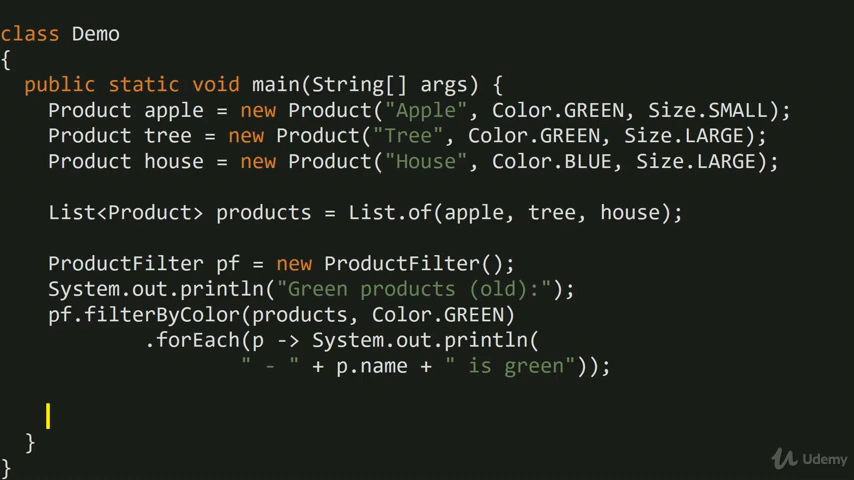 class Demo
{
  public static void main(String[] args) {
    Product apple = new Product("Apple", Color.GREEN, Size.SMALL);
    Product tree = new Product("Tree", Color.GREEN, Size.LARGE);
    Product house = new Product("House", Color.BLUE, Size.LARGE);

    List<Product> products = List.of(apple, tree, house);

    ProductFilter pf = new ProductFilter();
    System.out.println("Green products (old):");
    pf.filterByColor(products, Color.GREEN)
            .forEach(p -> System.out.println(
                    " - " + p.name + " is green"));

  }
}
Udemy